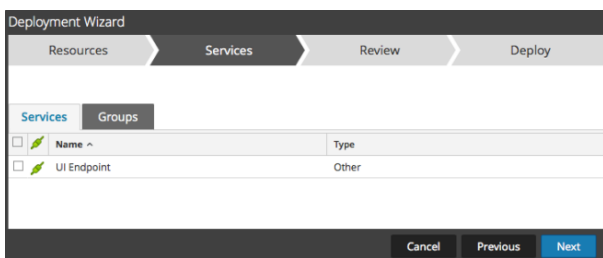 Deployment Wizard
Resources Services Review Deploy
Services Groups
Name Type
UI Endpoint Other
Cancel Previous Next